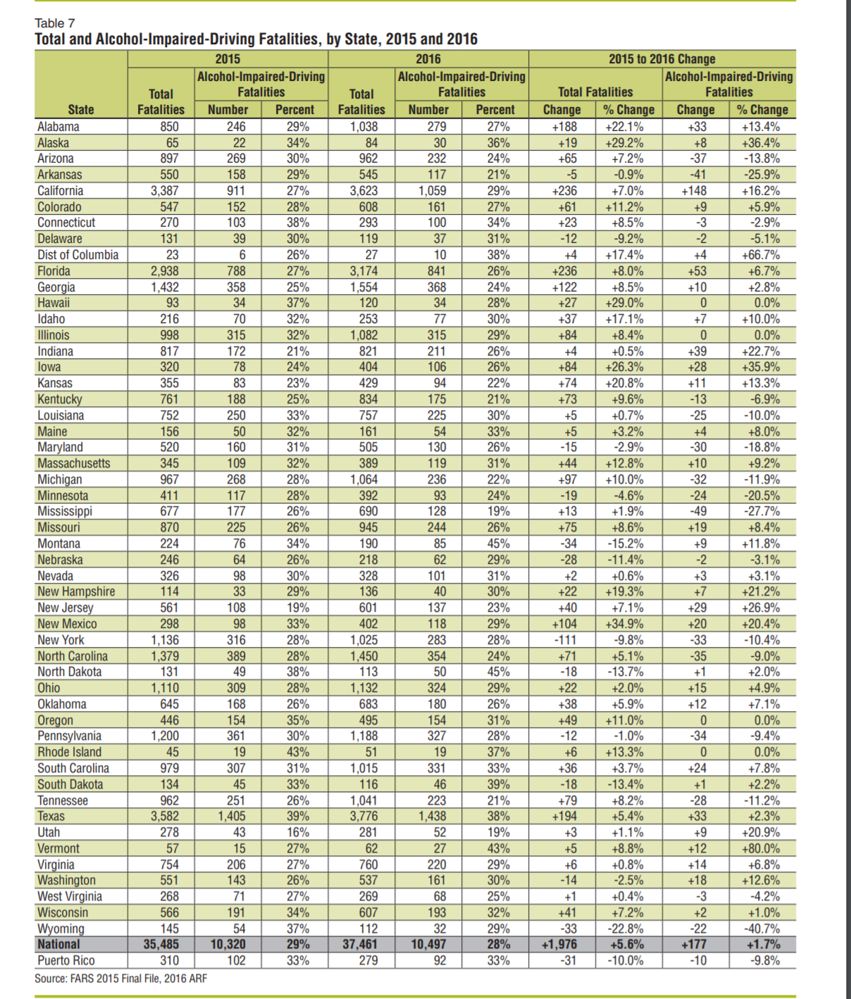 Table 7
Total and Alcohol-Impaired-Driving Fatalities, by State, 2015 and 2016
2015 2016 2015 to 2016 Change
Alcohol-Impaired-Driving Fatalities Alcohol-Impaired-Driving Fatalities Total Fatalities Alcohol-Impaired-Driving Fatalities
State Total Fatalities Number Percent Total Fatalities Number Percent Change % Change Change % Change
Alabama 850 246 29% 1,038 279 27% +188 +22.1% +33 +13.4%
Alaska 65 22 34% 84 30 36% +19 +29.2% +8 +36.4%
Arizona 897 269 30% 962 232 24% +65 +7.2% -37 -13.8%
Arkansas 550 158 29% 545 117 21% -5 -0.9% -41 -25.9%
California 3,387 911 27% 3,623 1,059 29% +236 +7.0% +148 +16.2%
Colorado 547 152 28% 608 161 27% +61 +11.2% +9 +5.9%
Connecticut 270 103 38% 293 100 34% +23 +8.5% -3 -2.9%
Delaware 131 39 30% 119 37 31% -12 -9.2% -2 -5.1%
Dist of Columbia 23 6 26% 27 10 38% +4 +17.4% +4 +66.7%
Florida 2,938 788 27% 3,174 841 26% +236 +8.0% +53 +6.7%
Georgia 1,432 358 25% 1,554 368 24% +122 +8.5% +10 +2.8%
Hawaii 93 34 37% 120 34 28% +27 +29.0% 0 0.0%
Idaho 216 70 32% 253 77 30% +37 +17.1% +7 +10.0%
Illinois 998 315 32% 1,082 315 29% +84 +8.4% 0 0.0%
Indiana 817 172 21% 821 211 26% +4 +0.5% +39 +22.7%
Iowa 320 78 24% 404 106 26% +84 +26.3% +28 +35.9%
Kansas 355 83 23% 429 94 22% +74 +20.8% +11 +13.3%
Kentucky 761 188 25% 834 175 21% +73 +9.6% -13 -6.9%
Louisiana 752 250 33% 757 225 30% +5 +0.7% -25 -10.0%
Maine 156 50 32% 161 54 33% +5 +3.2% +4 +8.0%
Maryland 520 160 31% 505 130 26% -15 -2.9% -30 -18.8%
Massachusetts 345 109 32% 389 119 31% +44 +12.8% +10 +9.2%
Michigan 967 268 28% 1,064 236 22% +97 +10.0% -32 -11.9%
Minnesota 411 117 28% 392 93 24% -19 -4.6% -24 -20.5%
Mississippi 677 177 26% 690 128 19% +13 +1.9% -49 -27.7%
Missouri 870 225 26% 945 244 26% +75 +8.6% +19 +8.4%
Montana 224 76 34% 190 85 45% -34 -15.2% +9 +11.8%
Nebraska 246 64 26% 218 62 29% -28 -11.4% -2 -3.1%
Nevada 326 98 30% 328 101 31% +2 +0.6% +3 +3.1%
New Hampshire 114 33 29% 136 40 30% +22 +19.3% +7 +21.2%
New Jersey 561 108 19% 601 137 23% +40 +7.1% +29 +26.9%
New Mexico 298 98 33% 402 118 29% +104 +34.9% +20 +20.4%
New York 1,136 316 28% 1,025 283 28% -111 -9.8% -33 -10.4%
North Carolina 1,379 389 28% 1,450 354 24% +71 +5.1% -35 -9.0%
North Dakota 131 49 38% 113 50 45% -18 -13.7% +1 +2.0%
Ohio 1,110 309 28% 1,132 324 29% +22 +2.0% +15 +4.9%
Oklahoma 645 168 26% 683 180 26% +38 +5.9% +12 +7.1%
Oregon 446 154 35% 495 154 31% +49 +11.0% 0 0.0%
Pennsylvania 1,200 361 30% 1,188 327 28% -12 -1.0% -34 -9.4%
Rhode Island 45 19 43% 51 19 37% +6 +13.3% 0 0.0%
South Carolina 979 307 31% 1,015 331 33% +36 +3.7% +24 +7.8%
South Dakota 134 45 33% 116 46 39% -18 -13.4% +1 +2.2%
Tennessee 962 251 26% 1,041 223 21% +79 +8.2% -28 -11.2%
Texas 3,582 1,405 39% 3,776 1,438 38% +194 +5.4% +33 +2.3%
Utah 278 43 16% 281 52 19% +3 +1.1% +9 +20.9%
Vermont 57 15 27% 62 27 43% +5 +8.8% +12 +80.0%
Virginia 754 206 27% 760 220 29% +6 +0.8% +14 +6.8%
Washington 551 143 26% 537 161 30% -14 -2.5% +18 +12.6%
West Virginia 268 71 27% 269 68 25% +1 +0.4% -3 -4.2%
Wisconsin 566 191 34% 607 193 32% +41 +7.2% +2 +1.0%
Wyoming 145 54 37% 112 32 29% -33 -22.8% -22 -40.7%
National 35,485 10,320 29% 37,461 10,497 28% +1,976 +5.6% +177 +1.7%
Puerto Rico 310 102 33% 279 92 33% -31 -10.0% -10 -9.8%
Source: FARS 2015 Final File, 2016 ARF